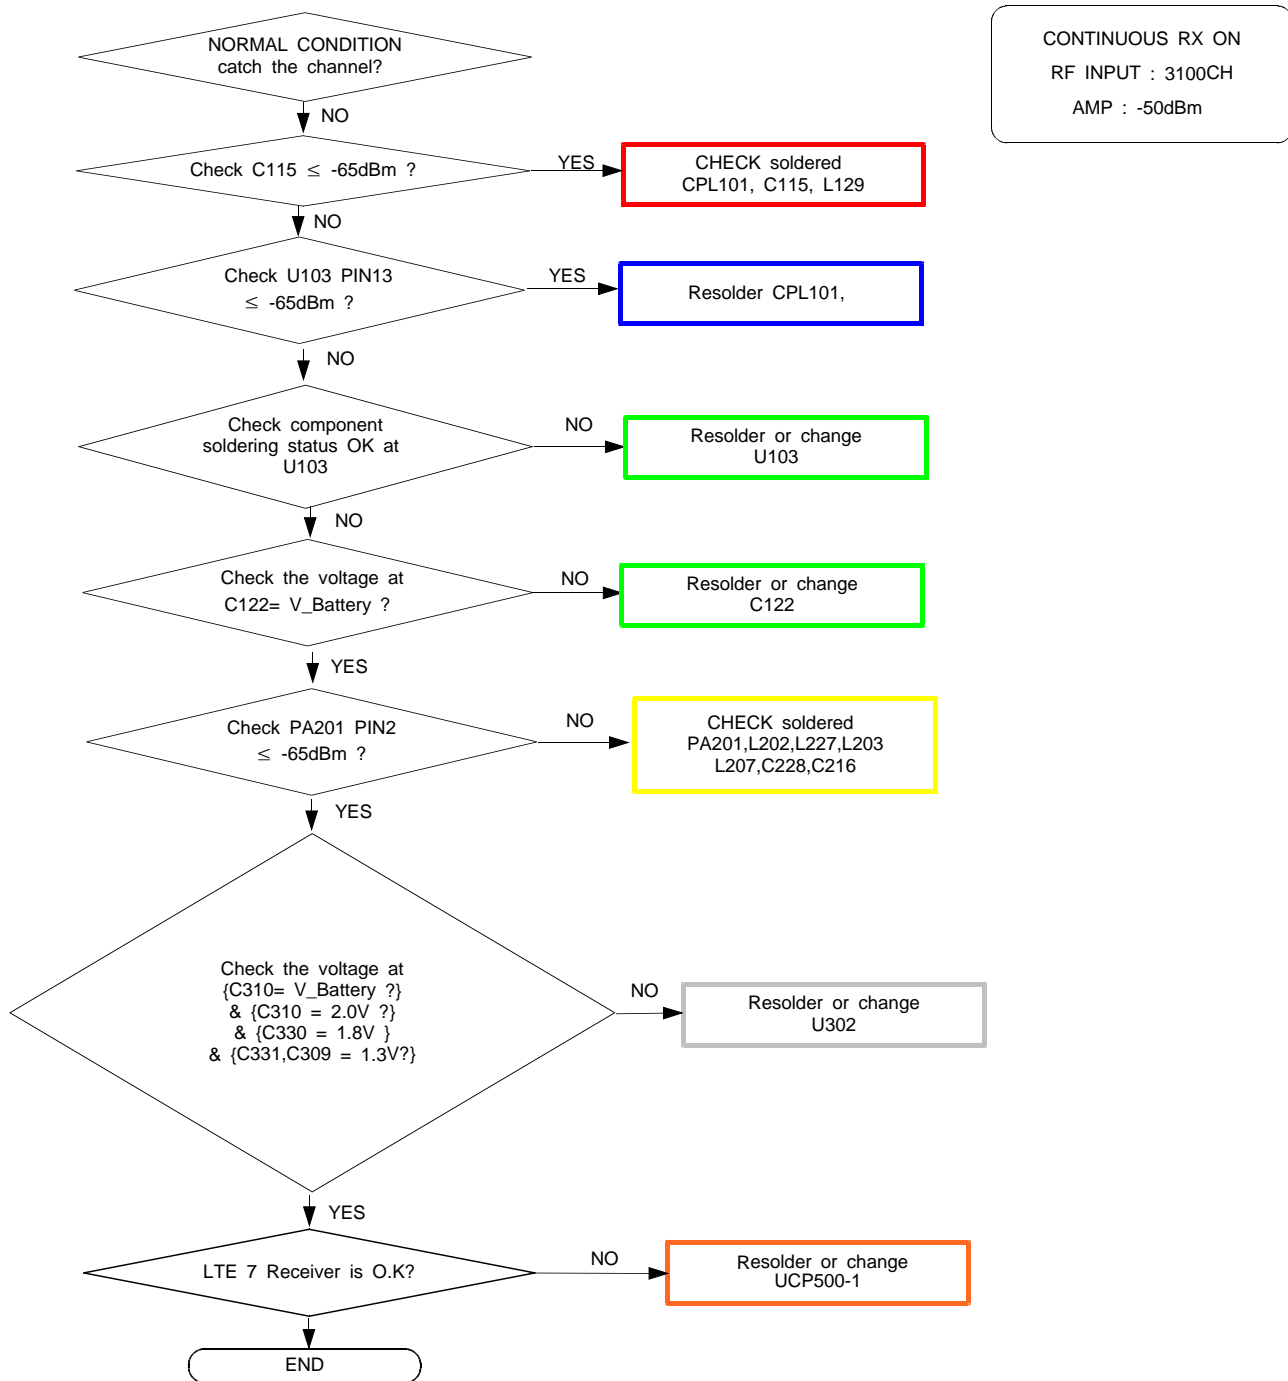 NORMAL CONDITION
catch the channel?
CONTINUOUS RX ON
RF INPUT : 3100CH
AMP : -50dBm
NO
Check C115 ≤ -65dBm ?
YES
CHECK soldered
CPL101, C115, L129
NO
Check U103 PIN13
≤ -65dBm ?
YES
Resolder CPL101,
NO
Check component
soldering status OK at
U103
NO
Resolder or change
U103
NO
Check the voltage at
C122= V_Battery ?
NO
Resolder or change
C122
YES
Check PA201 PIN2
≤ -65dBm ?
NO
CHECK soldered
PA201,L202,L227,L203
L207,C228,C216
YES
Check the voltage at
{C310= V_Battery ?}
& {C310 = 2.0V ?}
& {C330 = 1.8V }
& {C331,C309 = 1.3V?}
NO
Resolder or change
U302
YES
LTE 7 Receiver is O.K?
NO
Resolder or change
UCP500-1
END